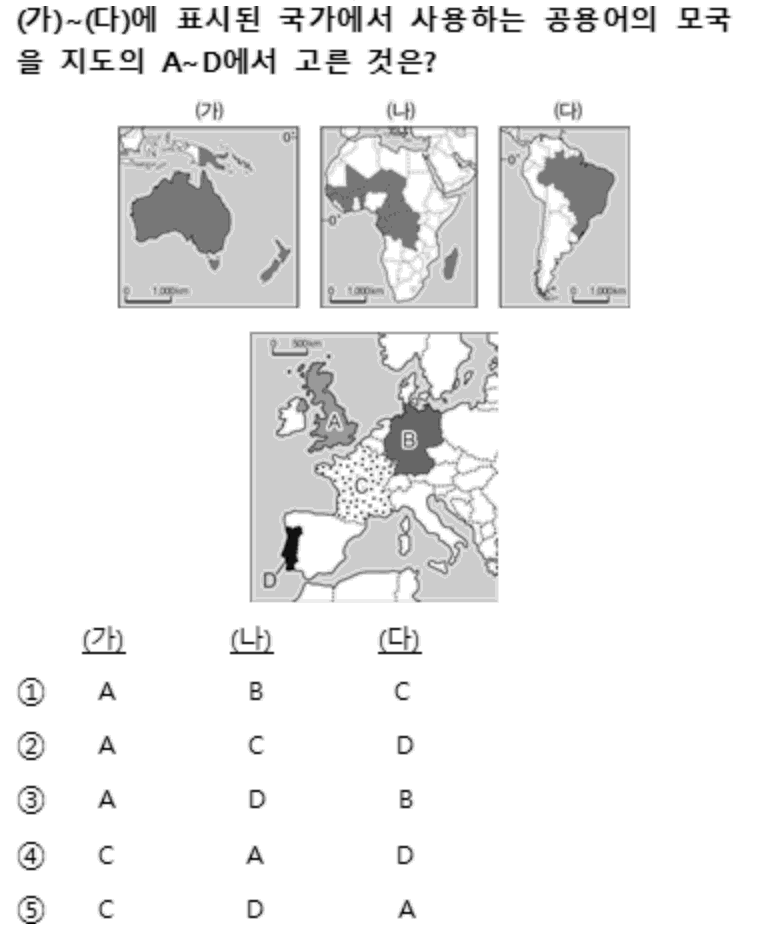 (가)~(다)에 표시된 국가에서 사용하는 공용어의 모국
을 지도의 A~D에서 고른 것은?
(가) (나) (다)
0°
0 1,000km
0°
0 1,000km
0°
0 1,000km
0 500km
A
B
C
D
(가) (나) (다)
① A B C
② A C D
③ A D B
④ C A D
⑤ C D A